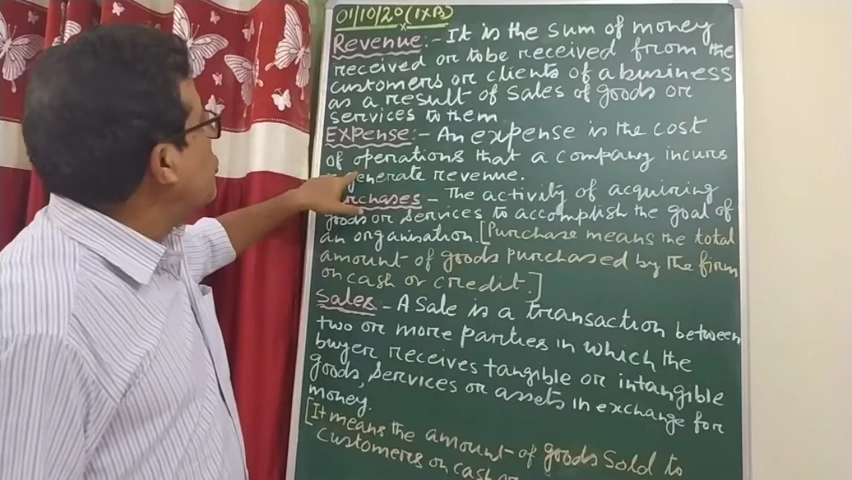 01/10/20 (IXB)
Revenue:- It is the sum of money
received or to be received from the
customers or clients of a business
as a result of sales of goods or
services to them
Expense:- An expense is the cost
of operations that a company incurs
generate revenue.
rchases - The activity of acquiring
goods or services to accomplish the goal of
an organisation. [Purchase means the total
amount of goods purchased by the firm
on cash or credit.]
Sales - A Sale is a transaction between
two or more parties in which the
buyer receives tangible or intangible
goods, services or assets in exchange for
money.
[It means the amount of goods sold to
customers on cash or